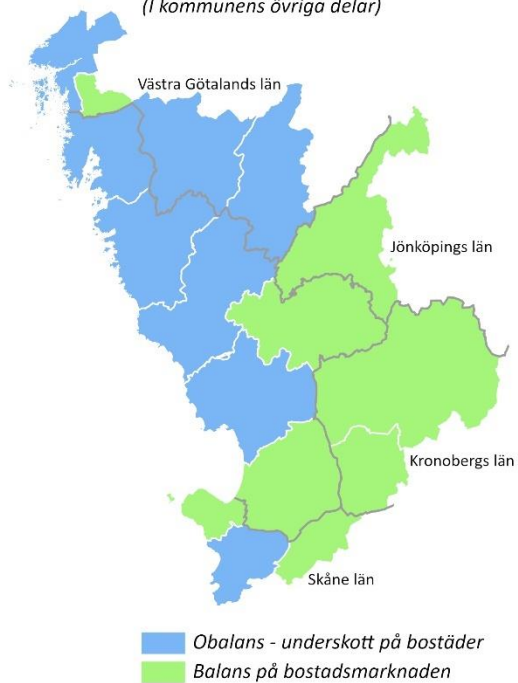 (I kommunens övriga delar)
Västra Götalands län
Jönköpings län
Kronobergs län
Skåne län
Obalans - underskott på bostäder
Balans på bostadsmarknaden